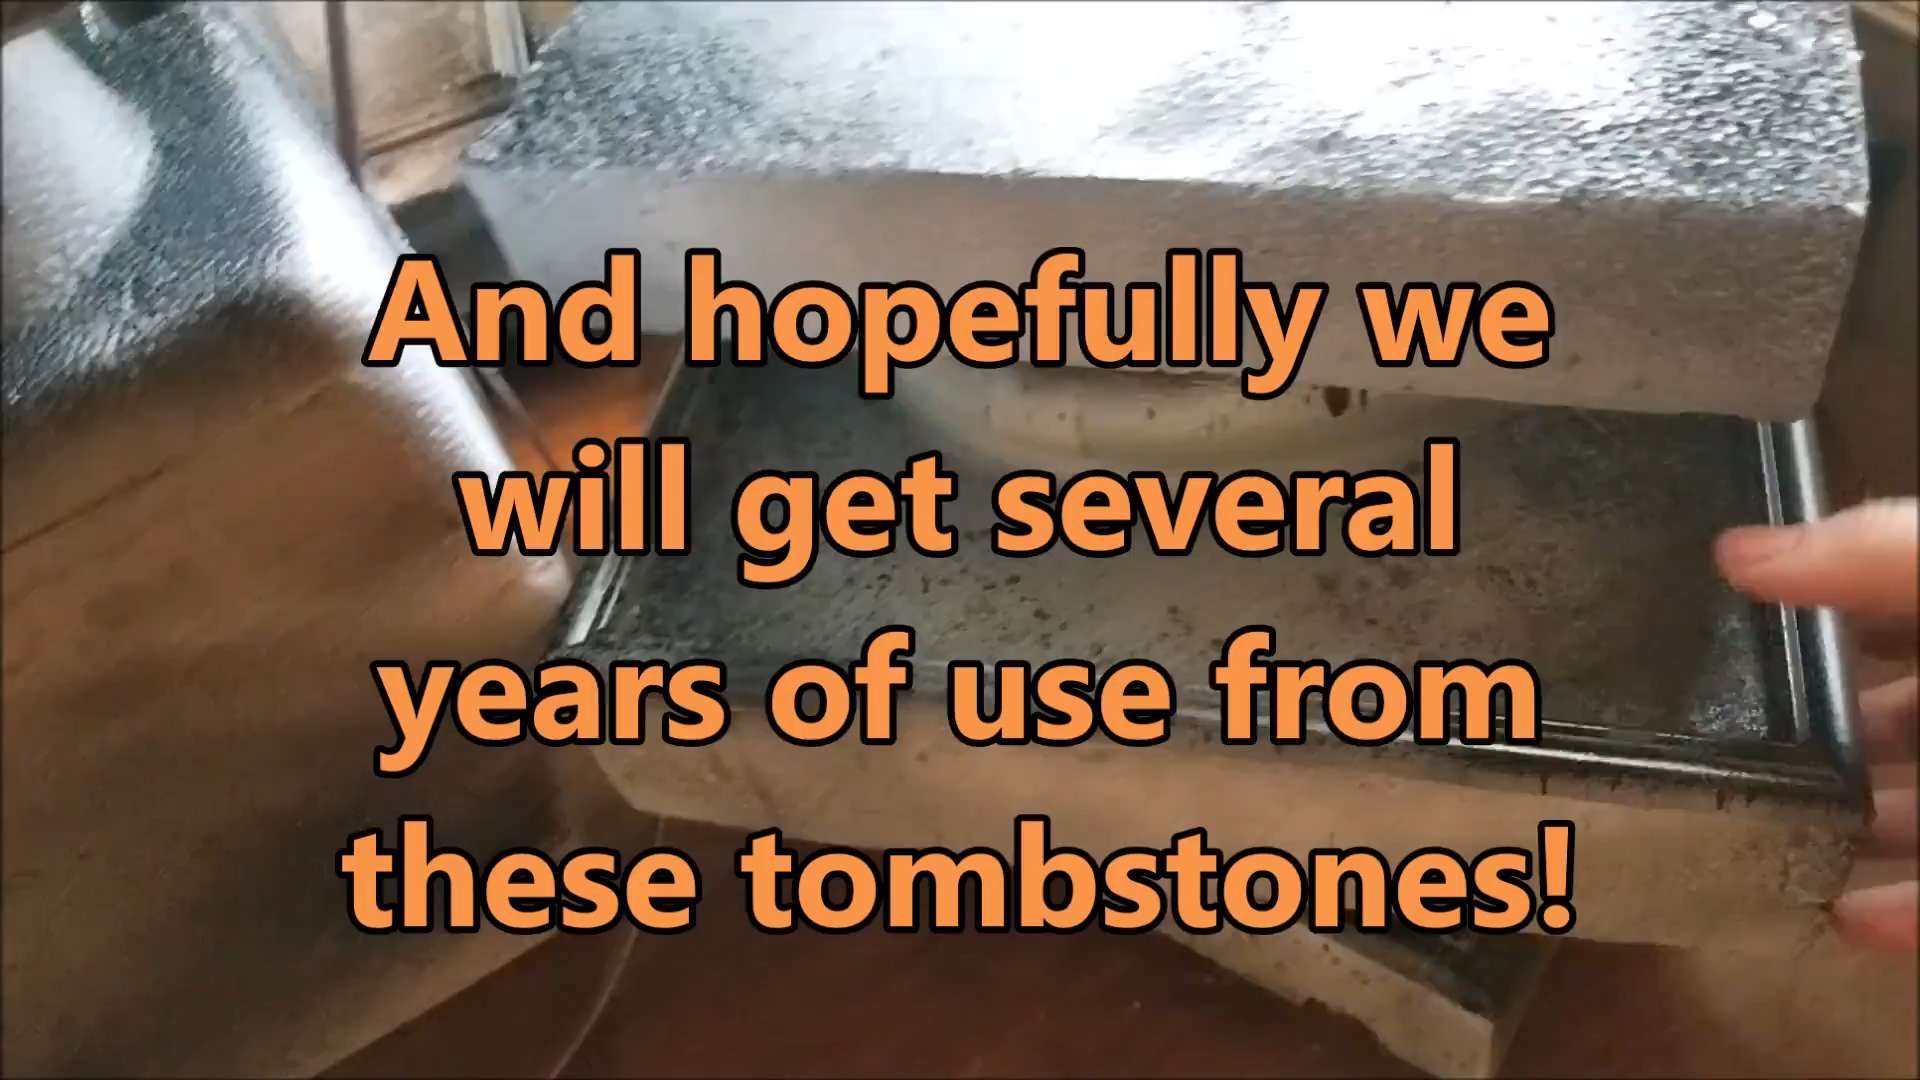 And hopefully we
will get several
years of use from
these tombstones!